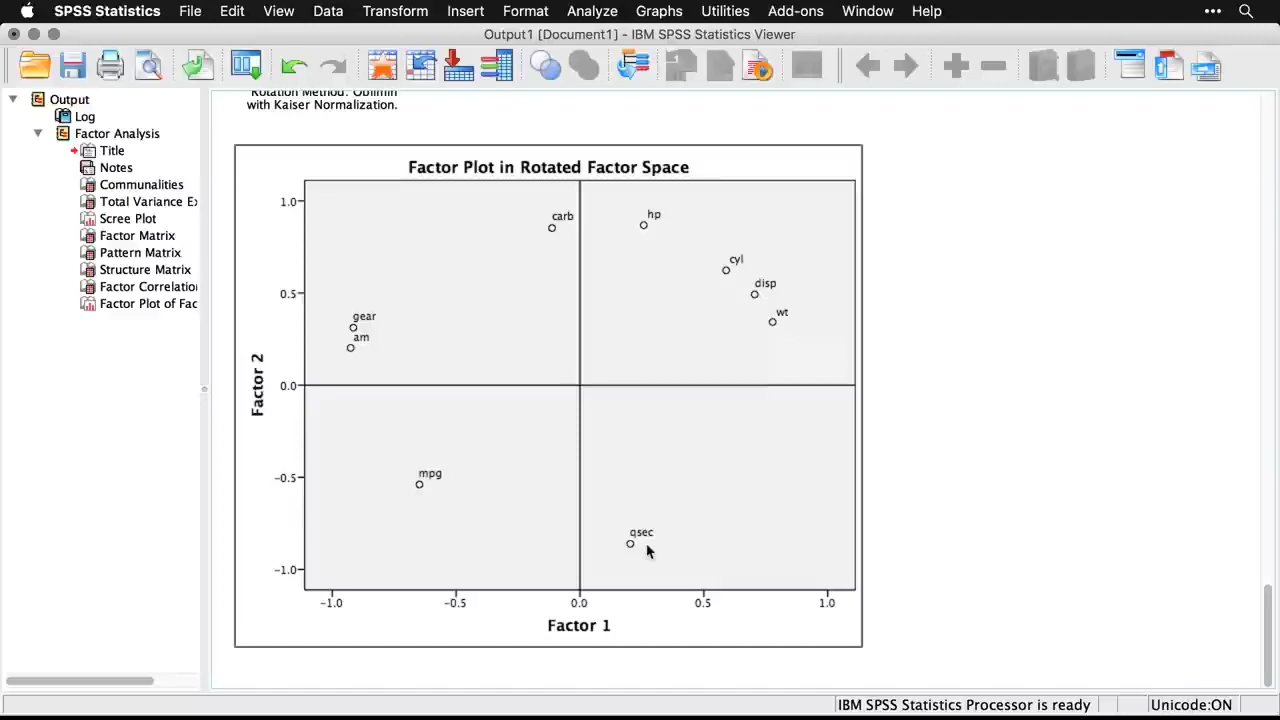 SPSS Statistics File Edit View Data Transform Insert Format Analyze Graphs Utilities Add-ons Window Help
Output1 [Document1] - IBM SPSS Statistics Viewer
Output
Log
Factor Analysis
Title
Notes
Communalities
Total Variance Ex
Scree Plot
Factor Matrix
Pattern Matrix
Structure Matrix
Factor Correlation
Factor Plot of Fac
Rotation Method: Oblimin
with Kaiser Normalization.
Factor Plot in Rotated Factor Space
1.0
0.5
0.0
-0.5
-1.0
Factor 2
carb
hp
cyl
disp
wt
gear
am
mpg
qsec
-1.0 -0.5 0.0 0.5 1.0
Factor 1
IBM SPSS Statistics Processor is ready Unicode:ON